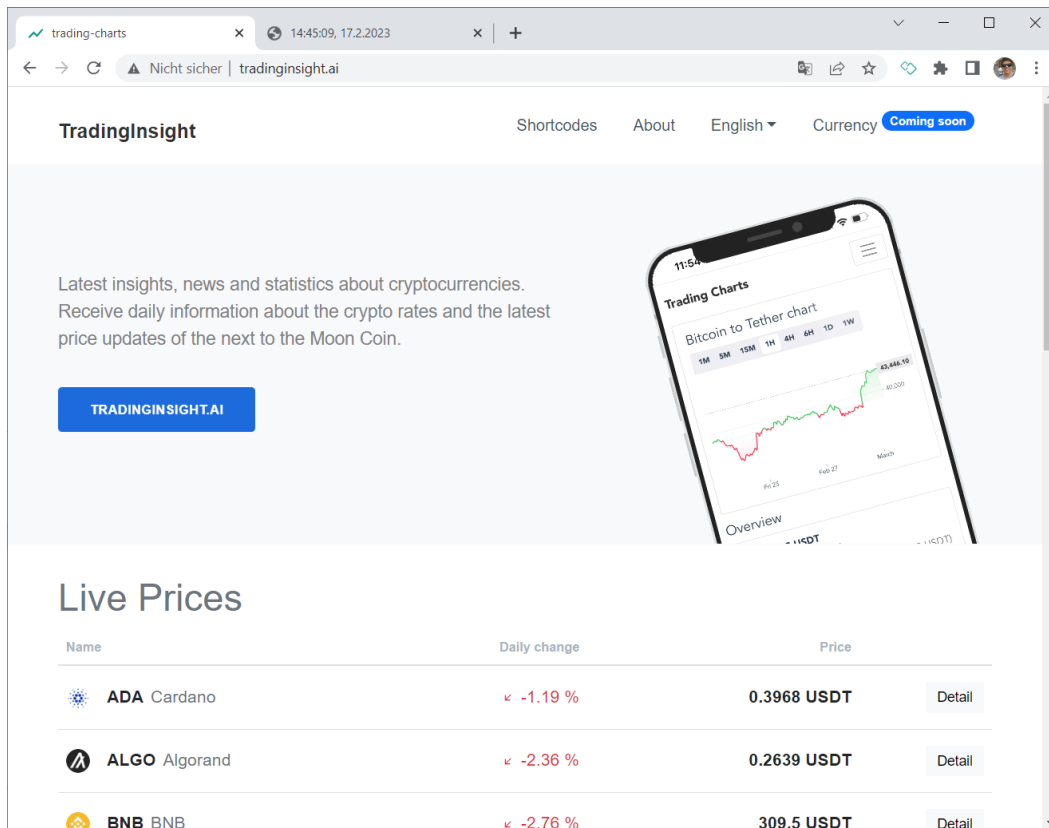 trading-charts
14:45:09, 17.2.2023
Nicht sicher | tradinginsight.ai
TradingInsight
Shortcodes About English Currency Coming soon
Latest insights, news and statistics about cryptocurrencies.
Receive daily information about the crypto rates and the latest
price updates of the next to the Moon Coin.
TRADINGINSIGHT.AI
11:54
Trading Charts
Bitcoin to Tether chart
1M 5M 15M 1H 4H 6H 1D 1W
43,446.10
40,000
Fri 25 Feb 27 March
Overview
USDT
USDT)
Live Prices
Name Daily change Price
ADA Cardano -1.19 % 0.3968 USDT Detail
ALGO Algorand -2.36 % 0.2639 USDT Detail
BNB BNB -2.76 % 309.5 USDT Detail